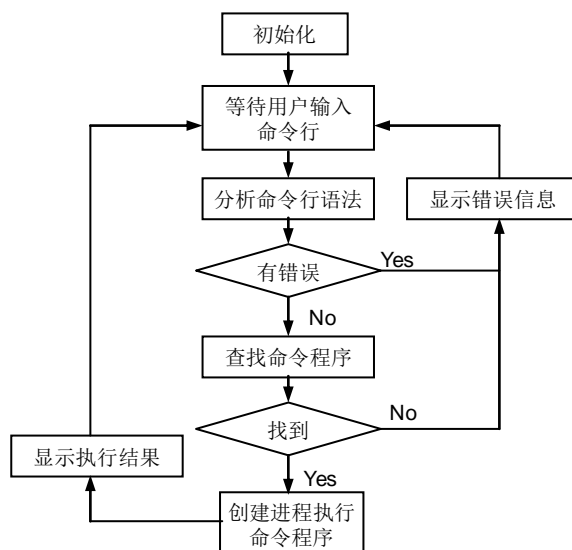 初始化
等待用户输入
命令行
分析命令行语法
显示错误信息
有错误
Yes
No
查找命令程序
找到
No
显示执行结果
Yes
创建进程执行
命令程序